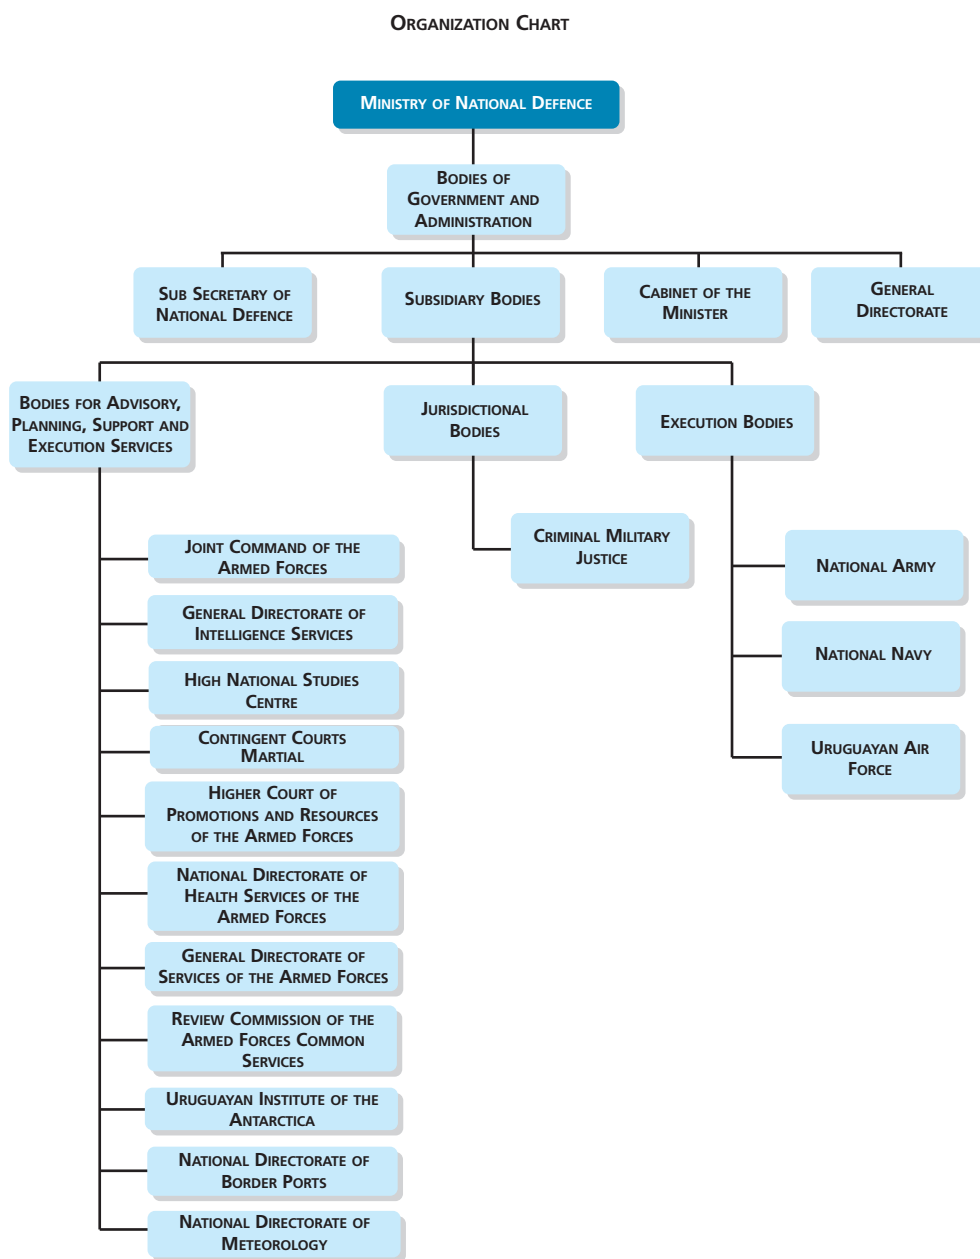 Organization Chart
Ministry of National Defence
Bodies of
Government and
Administration
Sub Secretary of
National Defence
Subsidiary Bodies
Cabinet of the
Minister
General
Directorate
Bodies for Advisory,
Planning, Support and
Execution Services
Jurisdictional
Bodies
Execution Bodies
Joint Command of the
Armed Forces
General Directorate of
Intelligence Services
High National Studies
Centre
Contingent Courts
Martial
Higher Court of
Promotions and Resources
of the Armed Forces
National Directorate of
Health Services of the
Armed Forces
General Directorate of
Services of the Armed Forces
Review Commission of the
Armed Forces Common
Services
Uruguayan Institute of the
Antarctica
National Directorate of
Border Ports
National Directorate of
Meteorology
Criminal Military
Justice
National Army
National Navy
Uruguayan Air
Force